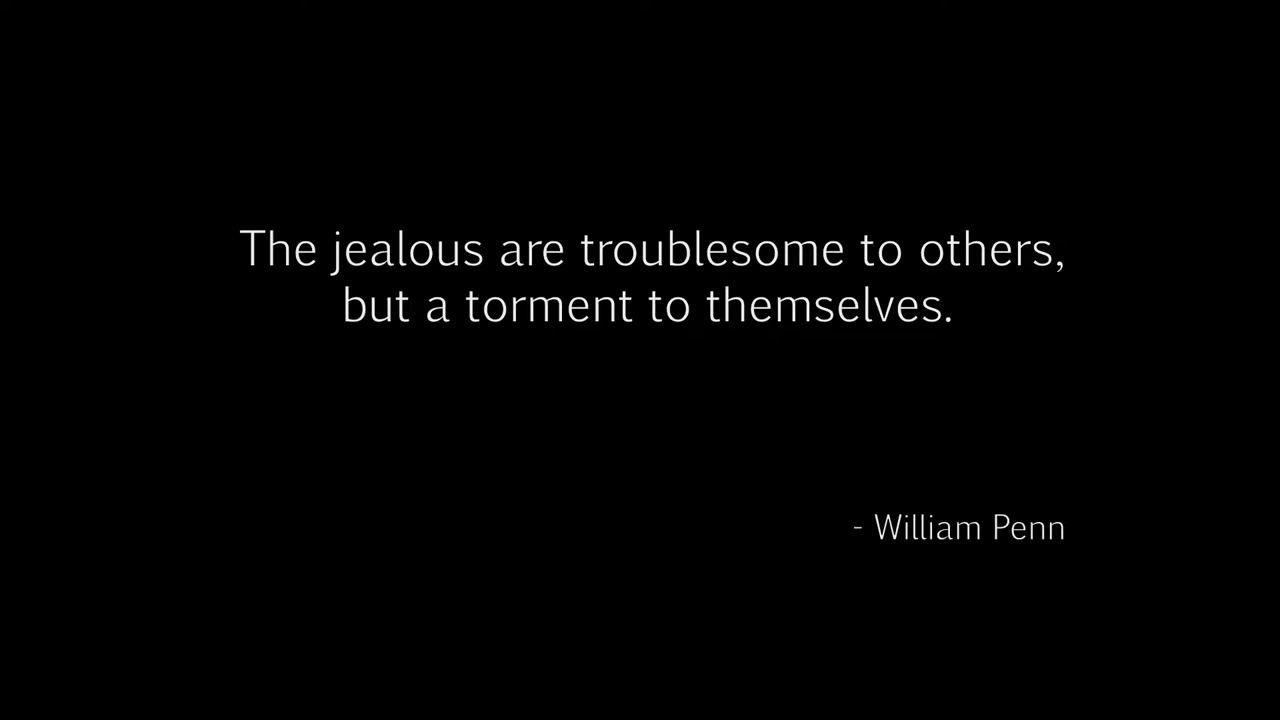 The jealous are troublesome to others,
but a torment to themselves.
- William Penn